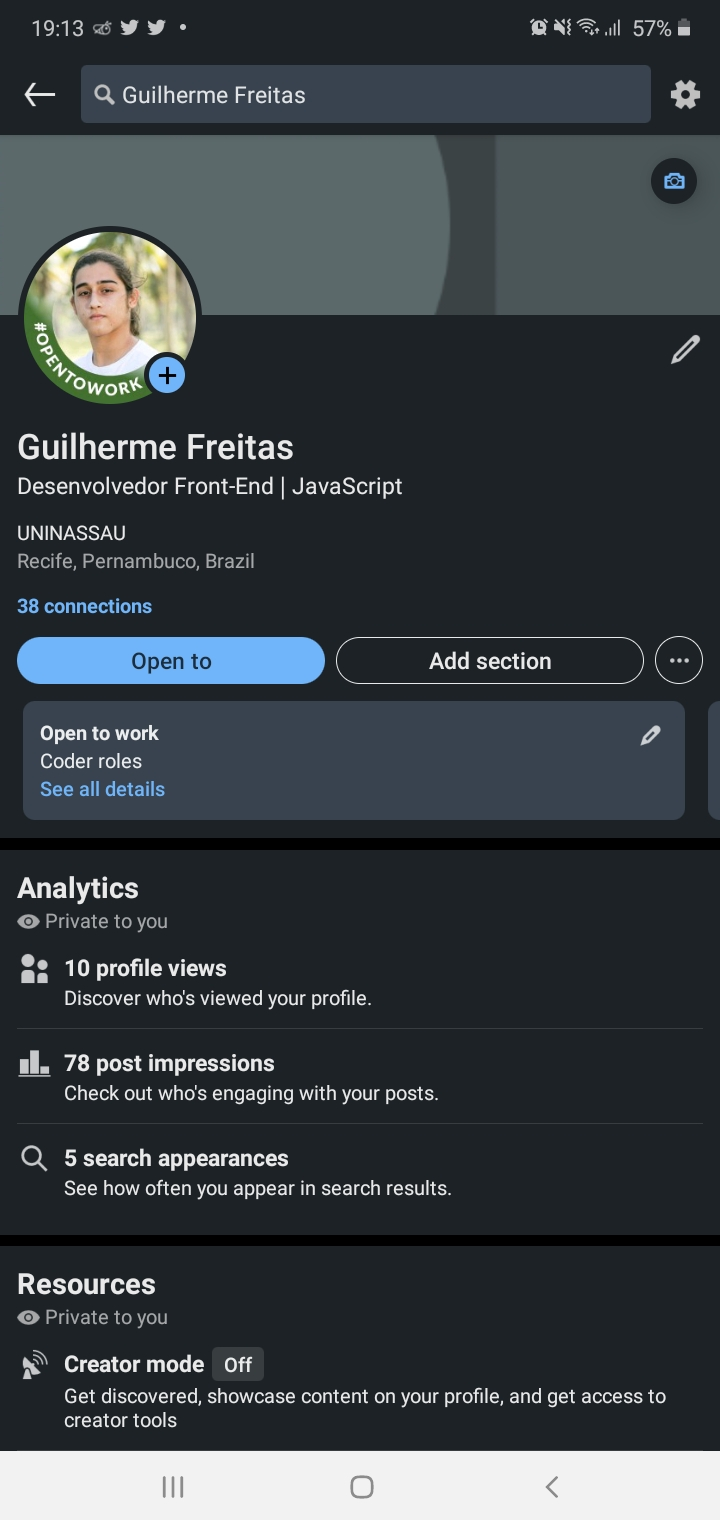 19:13
57%
Guilherme Freitas
#OPENTOWORK
Guilherme Freitas
Desenvolvedor Front-End | JavaScript
UNINASSAU
Recife, Pernambuco, Brazil
38 connections
Open to
Add section
Open to work
Coder roles
See all details
Analytics
Private to you
10 profile views
Discover who's viewed your profile.
78 post impressions
Check out who's engaging with your posts.
5 search appearances
See how often you appear in search results.
Resources
Private to you
Creator mode Off
Get discovered, showcase content on your profile, and get access to
creator tools